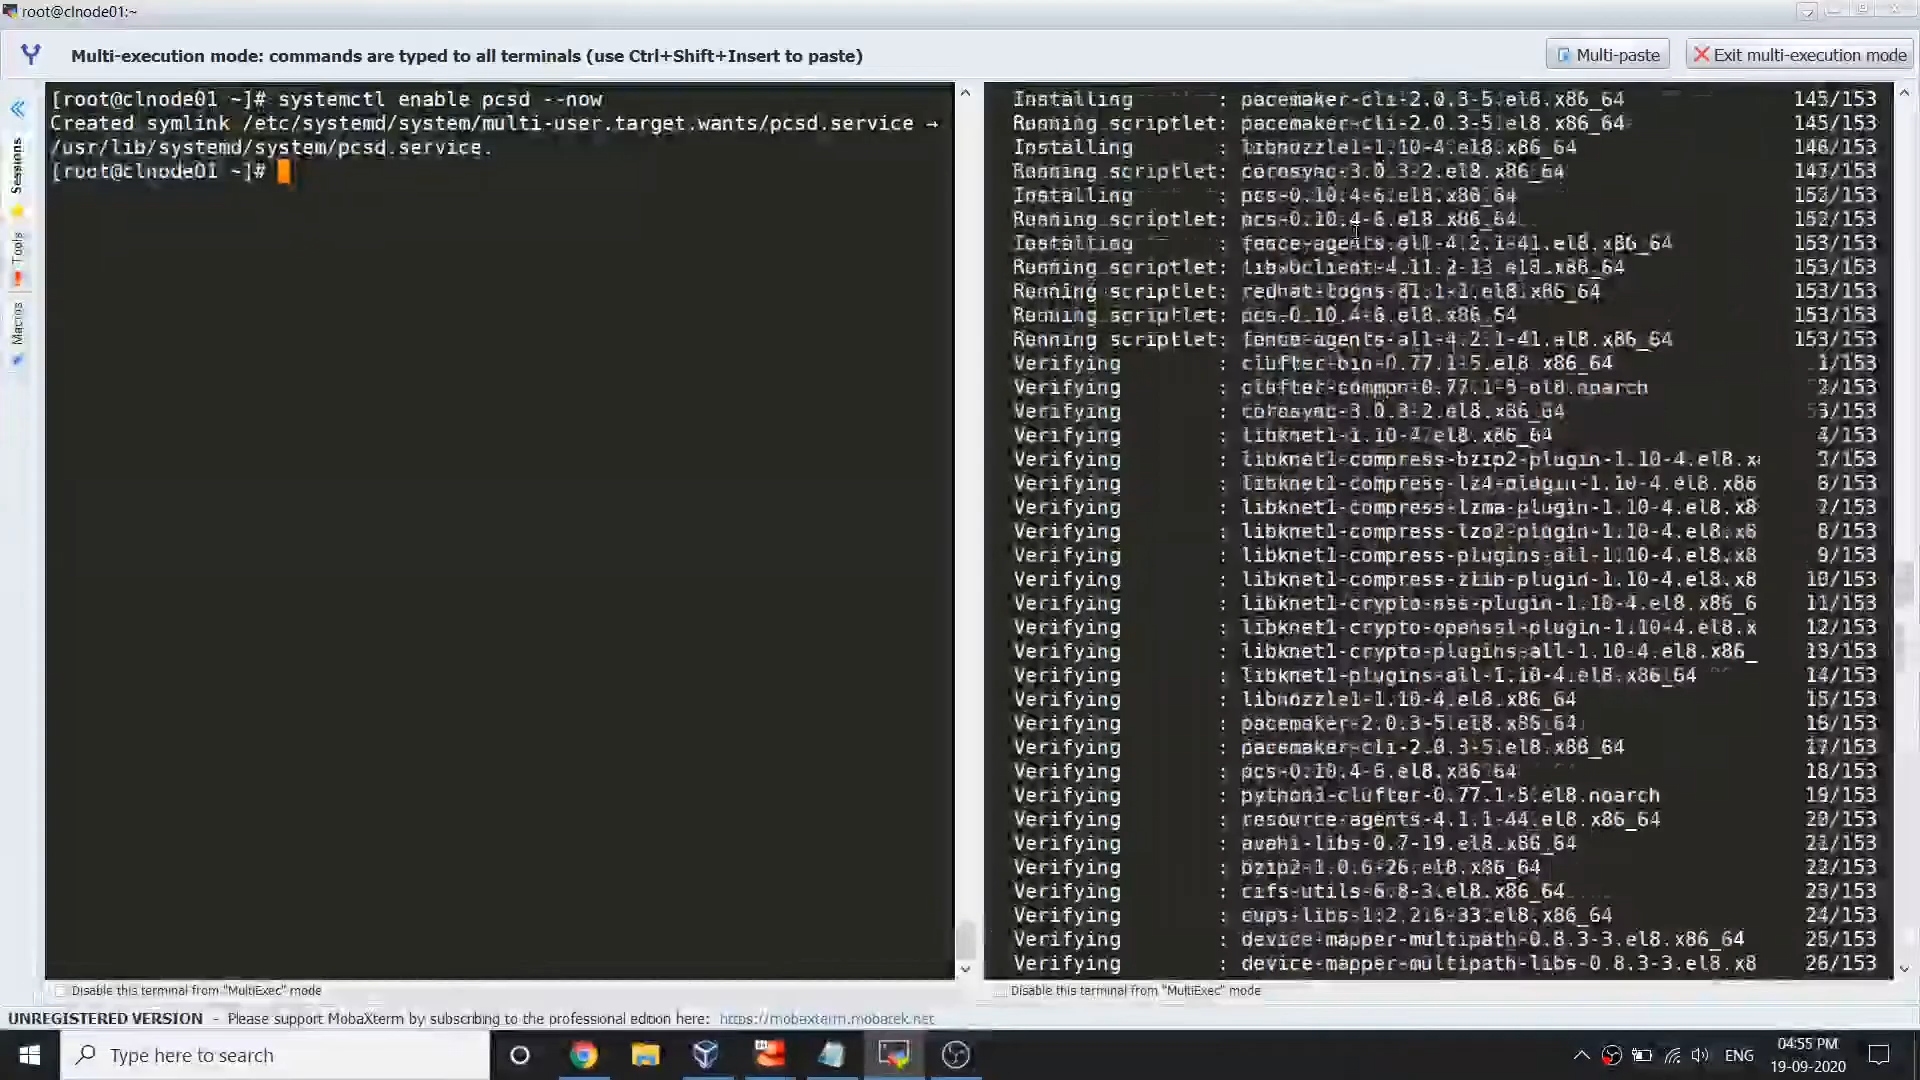 root@clnode01:~
Multi-execution mode: commands are typed to all terminals (use Ctrl+Shift+Insert to paste)
Multi-paste
Exit multi-execution mode
Sessions
Tools
Macros
[root@clnode01 ~]# systemctl enable pcsd --now
Created symlink /etc/systemd/system/multi-user.target.wants/pcsd.service →
/usr/lib/systemd/system/pcsd.service.
[root@clnode01 ~]#
Installing : pacemaker-cli-2.0.3-5.el8.x86_64 145/153
Running scriptlet: pacemaker-cli-2.0.3-5.el8.x86_64 145/153
Installing : libnozzle1-1.10-4.el8.x86_64 146/153
Running scriptlet: corosync-3.0.3-2.el8.x86_64 147/153
Installing : pcs-0.10.4-6.el8.x86_64 152/153
Running scriptlet: pcs-0.10.4-6.el8.x86_64 152/153
Installing : fence-agents-all-4.2.1-41.el8.x86_64 153/153
Running scriptlet: libwbclient-4.11.2-13.el8.x86_64 153/153
Running scriptlet: redhat-logos-81.1-1.el8.x86_64 153/153
Running scriptlet: pcs-0.10.4-6.el8.x86_64 153/153
Running scriptlet: fence-agents-all-4.2.1-41.el8.x86_64 153/153
Verifying : clufter-bin-0.77.1-5.el8.x86_64 1/153
Verifying : clufter-common-0.77.1-5.el8.noarch 2/153
Verifying : corosync-3.0.3-2.el8.x86_64 3/153
Verifying : libknet1-1.10-4.el8.x86_64 4/153
Verifying : libknet1-compress-bzip2-plugin-1.10-4.el8.x
Verifying : libknet1-compress-lz4-plugin-1.10-4.el8.x86 6/153
Verifying : libknet1-compress-lzma-plugin-1.10-4.el8.x8 7/153
Verifying : libknet1-compress-lzo2-plugin-1.10-4.el8.x8 8/153
Verifying : libknet1-compress-plugins-all-1.10-4.el8.x8 9/153
Verifying : libknet1-compress-zlib-plugin-1.10-4.el8.x8 10/153
Verifying : libknet1-crypto-nss-plugin-1.10-4.el8.x86_6 11/153
Verifying : libknet1-crypto-openssl-plugin-1.10-4.el8.x 12/153
Verifying : libknet1-crypto-plugins-all-1.10-4.el8.x86_ 13/153
Verifying : libknet1-plugins-all-1.10-4.el8.x86_64 14/153
Verifying : libnozzle1-1.10-4.el8.x86_64 15/153
Verifying : pacemaker-2.0.3-5.el8.x86_64 16/153
Verifying : pacemaker-cli-2.0.3-5.el8.x86_64 17/153
Verifying : pcs-0.10.4-6.el8.x86_64 18/153
Verifying : python3-clufter-0.77.1-5.el8.noarch 19/153
Verifying : resource-agents-4.1.1-44.el8.x86_64 20/153
Verifying : avahi-libs-0.7-19.el8.x86_64 21/153
Verifying : bzip2-1.0.6-26.el8.x86_64 22/153
Verifying : cifs-utils-6.8-3.el8.x86_64 23/153
Verifying : cups-libs-1:2.2.6-33.el8.x86_64 24/153
Verifying : device-mapper-multipath-0.8.3-3.el8.x86_64 25/153
Verifying : device-mapper-multipath-libs-0.8.3-3.el8.x8 26/153
Disable this terminal from "MultiExec" mode
Disable this terminal from "MultiExec" mode
UNREGISTERED VERSION - Please support MobaXterm by subscribing to the professional edition here: https://mobaxterm.mobatek.net
Type here to search
ENG
04:55 PM
19-09-2020